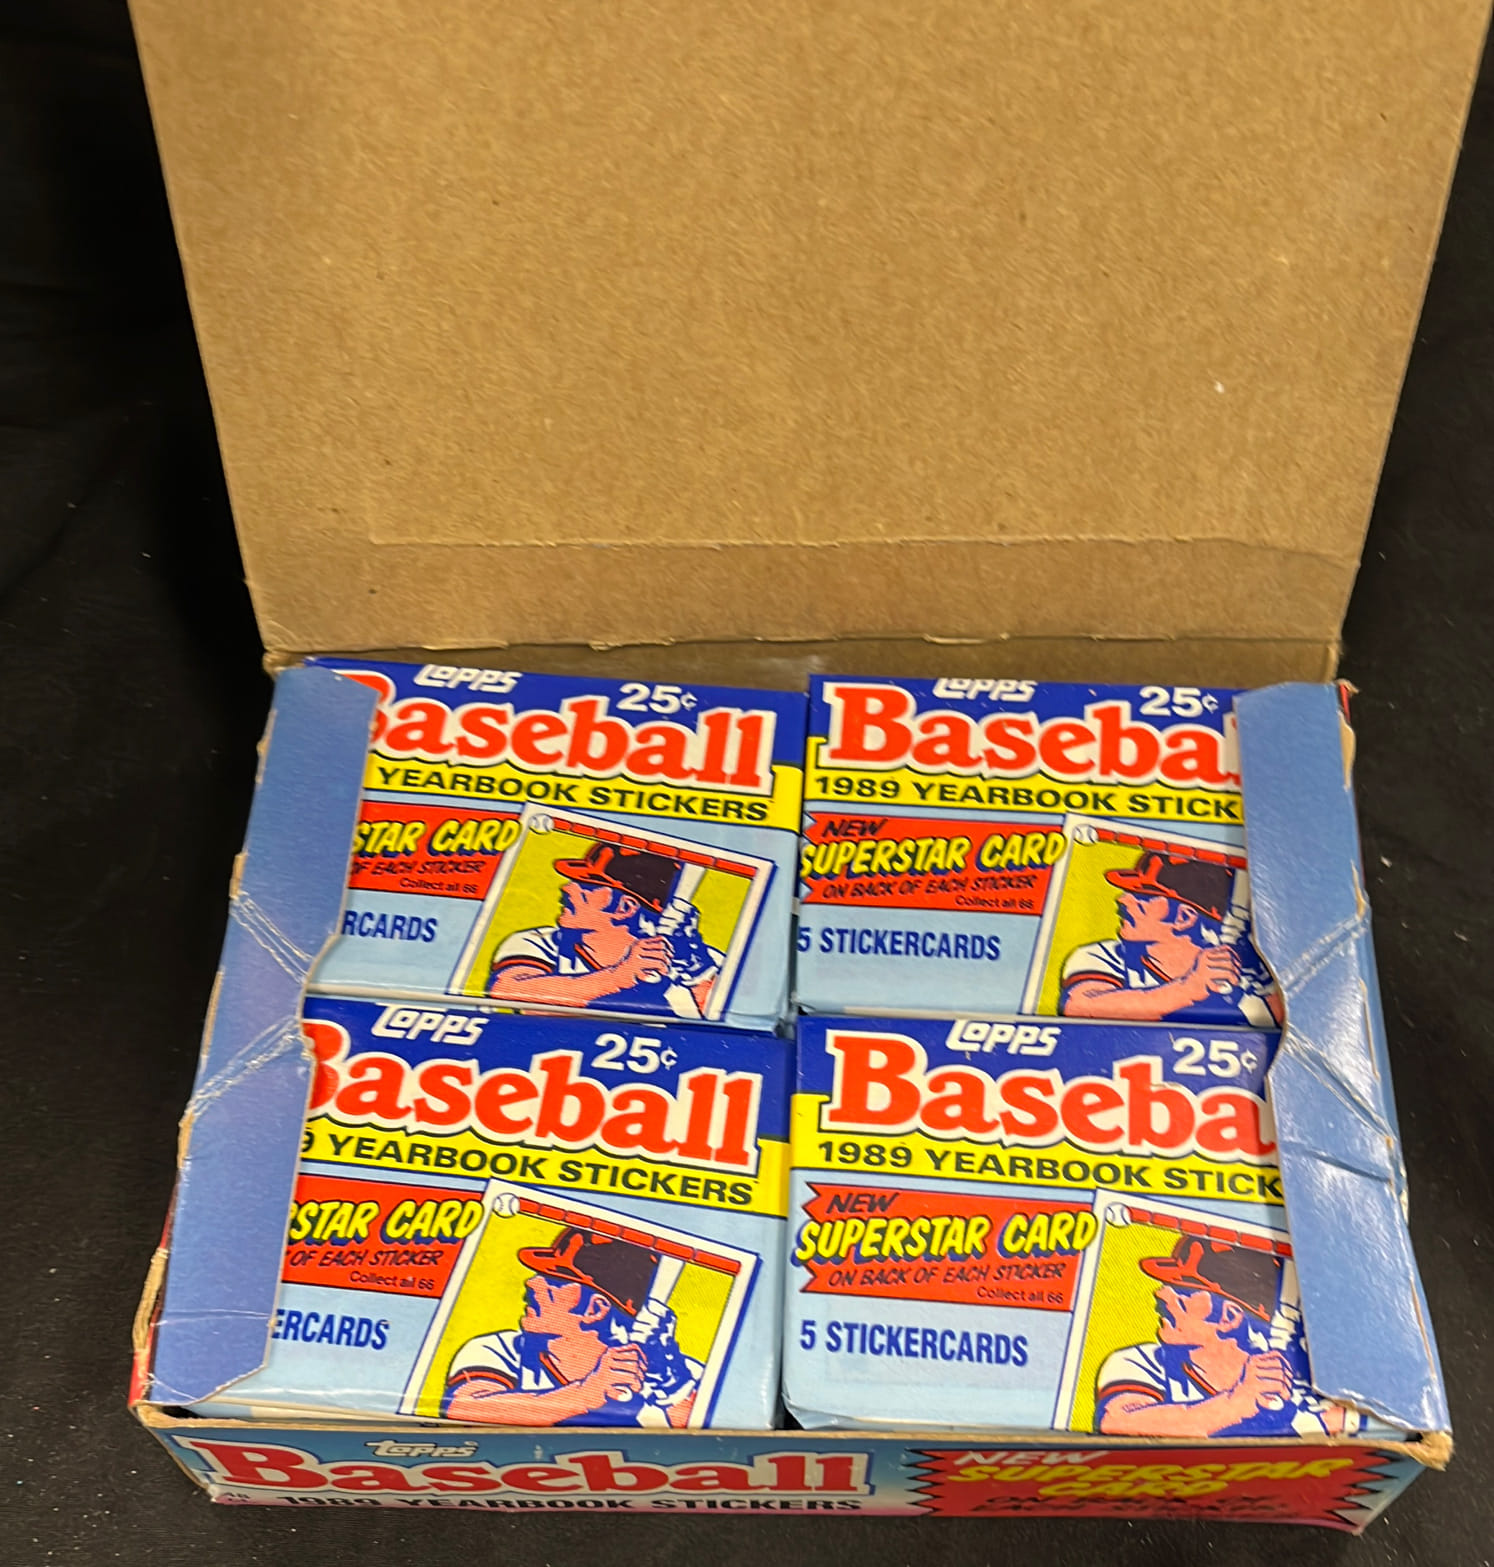 Topps
25¢
Baseball
YEARBOOK STICKERS
STAR CARD
OF EACH STICKER
Collect all 66
RCARDS
Topps
25¢
Baseba
1989 YEARBOOK STICK
NEW
SUPERSTAR CARD
ON BACK OF EACH STICKER
Collect all 66
5 STICKERCARDS
Topps
25¢
Baseball
9 YEARBOOK STICKERS
STAR CARD
OF EACH STICKER
Collect all 66
ERCARDS
Topps
25¢
Baseba
1989 YEARBOOK STICK
NEW
SUPERSTAR CARD
ON BACK OF EACH STICKER
Collect all 66
5 STICKERCARDS
Topps
Baseball
1989 YEARBOOK STICKERS
NEW
SUPERSTAR
CARD